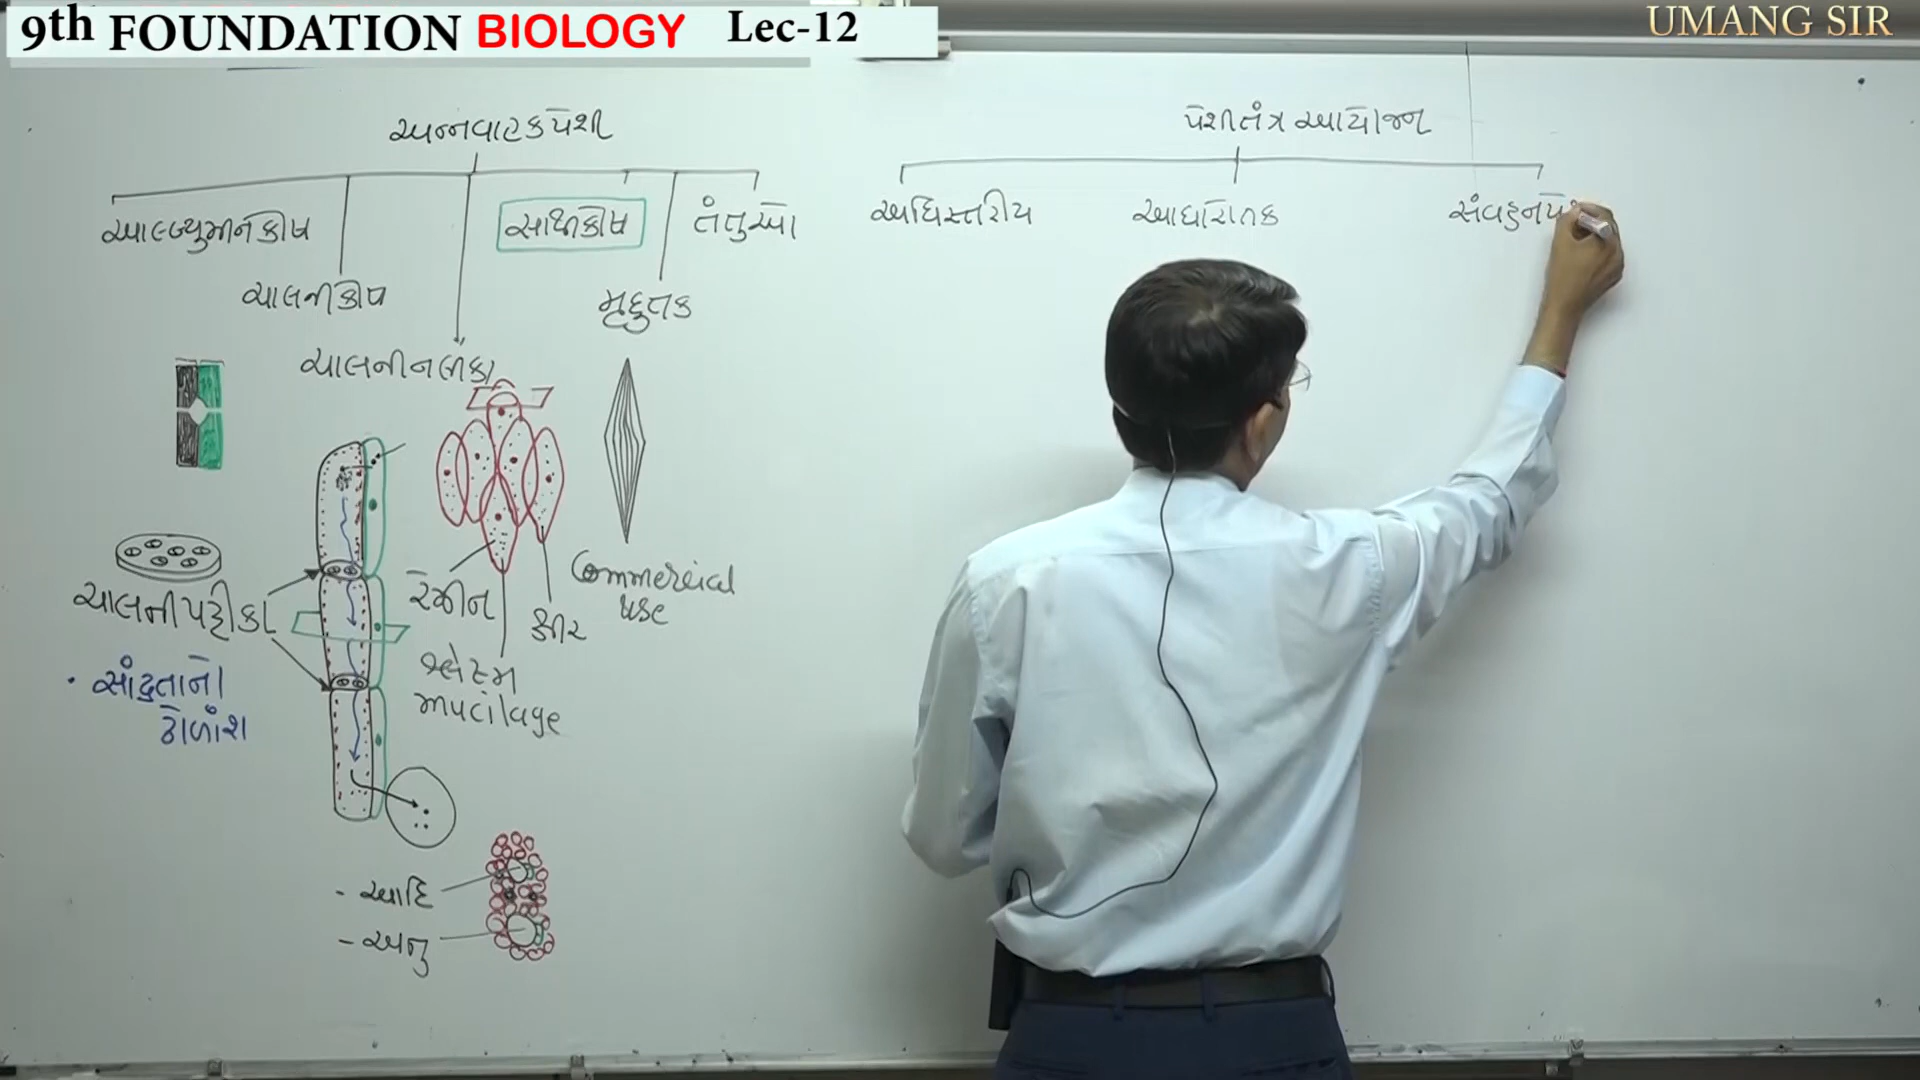 9th FOUNDATION BIOLOGY Lec-12
UMANG SIR
અન્નવાહકપેશી
આલ્બ્યુમીનકોષ
ચાલનીકોષ
ચાલનીનલીકા
સાથીકોષ
મૃદુતક
તંતુઓ
ચાલનીપટ્ટીકા
• સાંદ્રતાનો
ઢોળાંશ
રેઝીન
ક્ષીર
શ્લેસ્મ
mucilage
Commercial
use
- આદિ
- અનુ
પેશીતંત્ર આયોજન
અધિસ્તરીય
આધારોતક
સંવહનપે